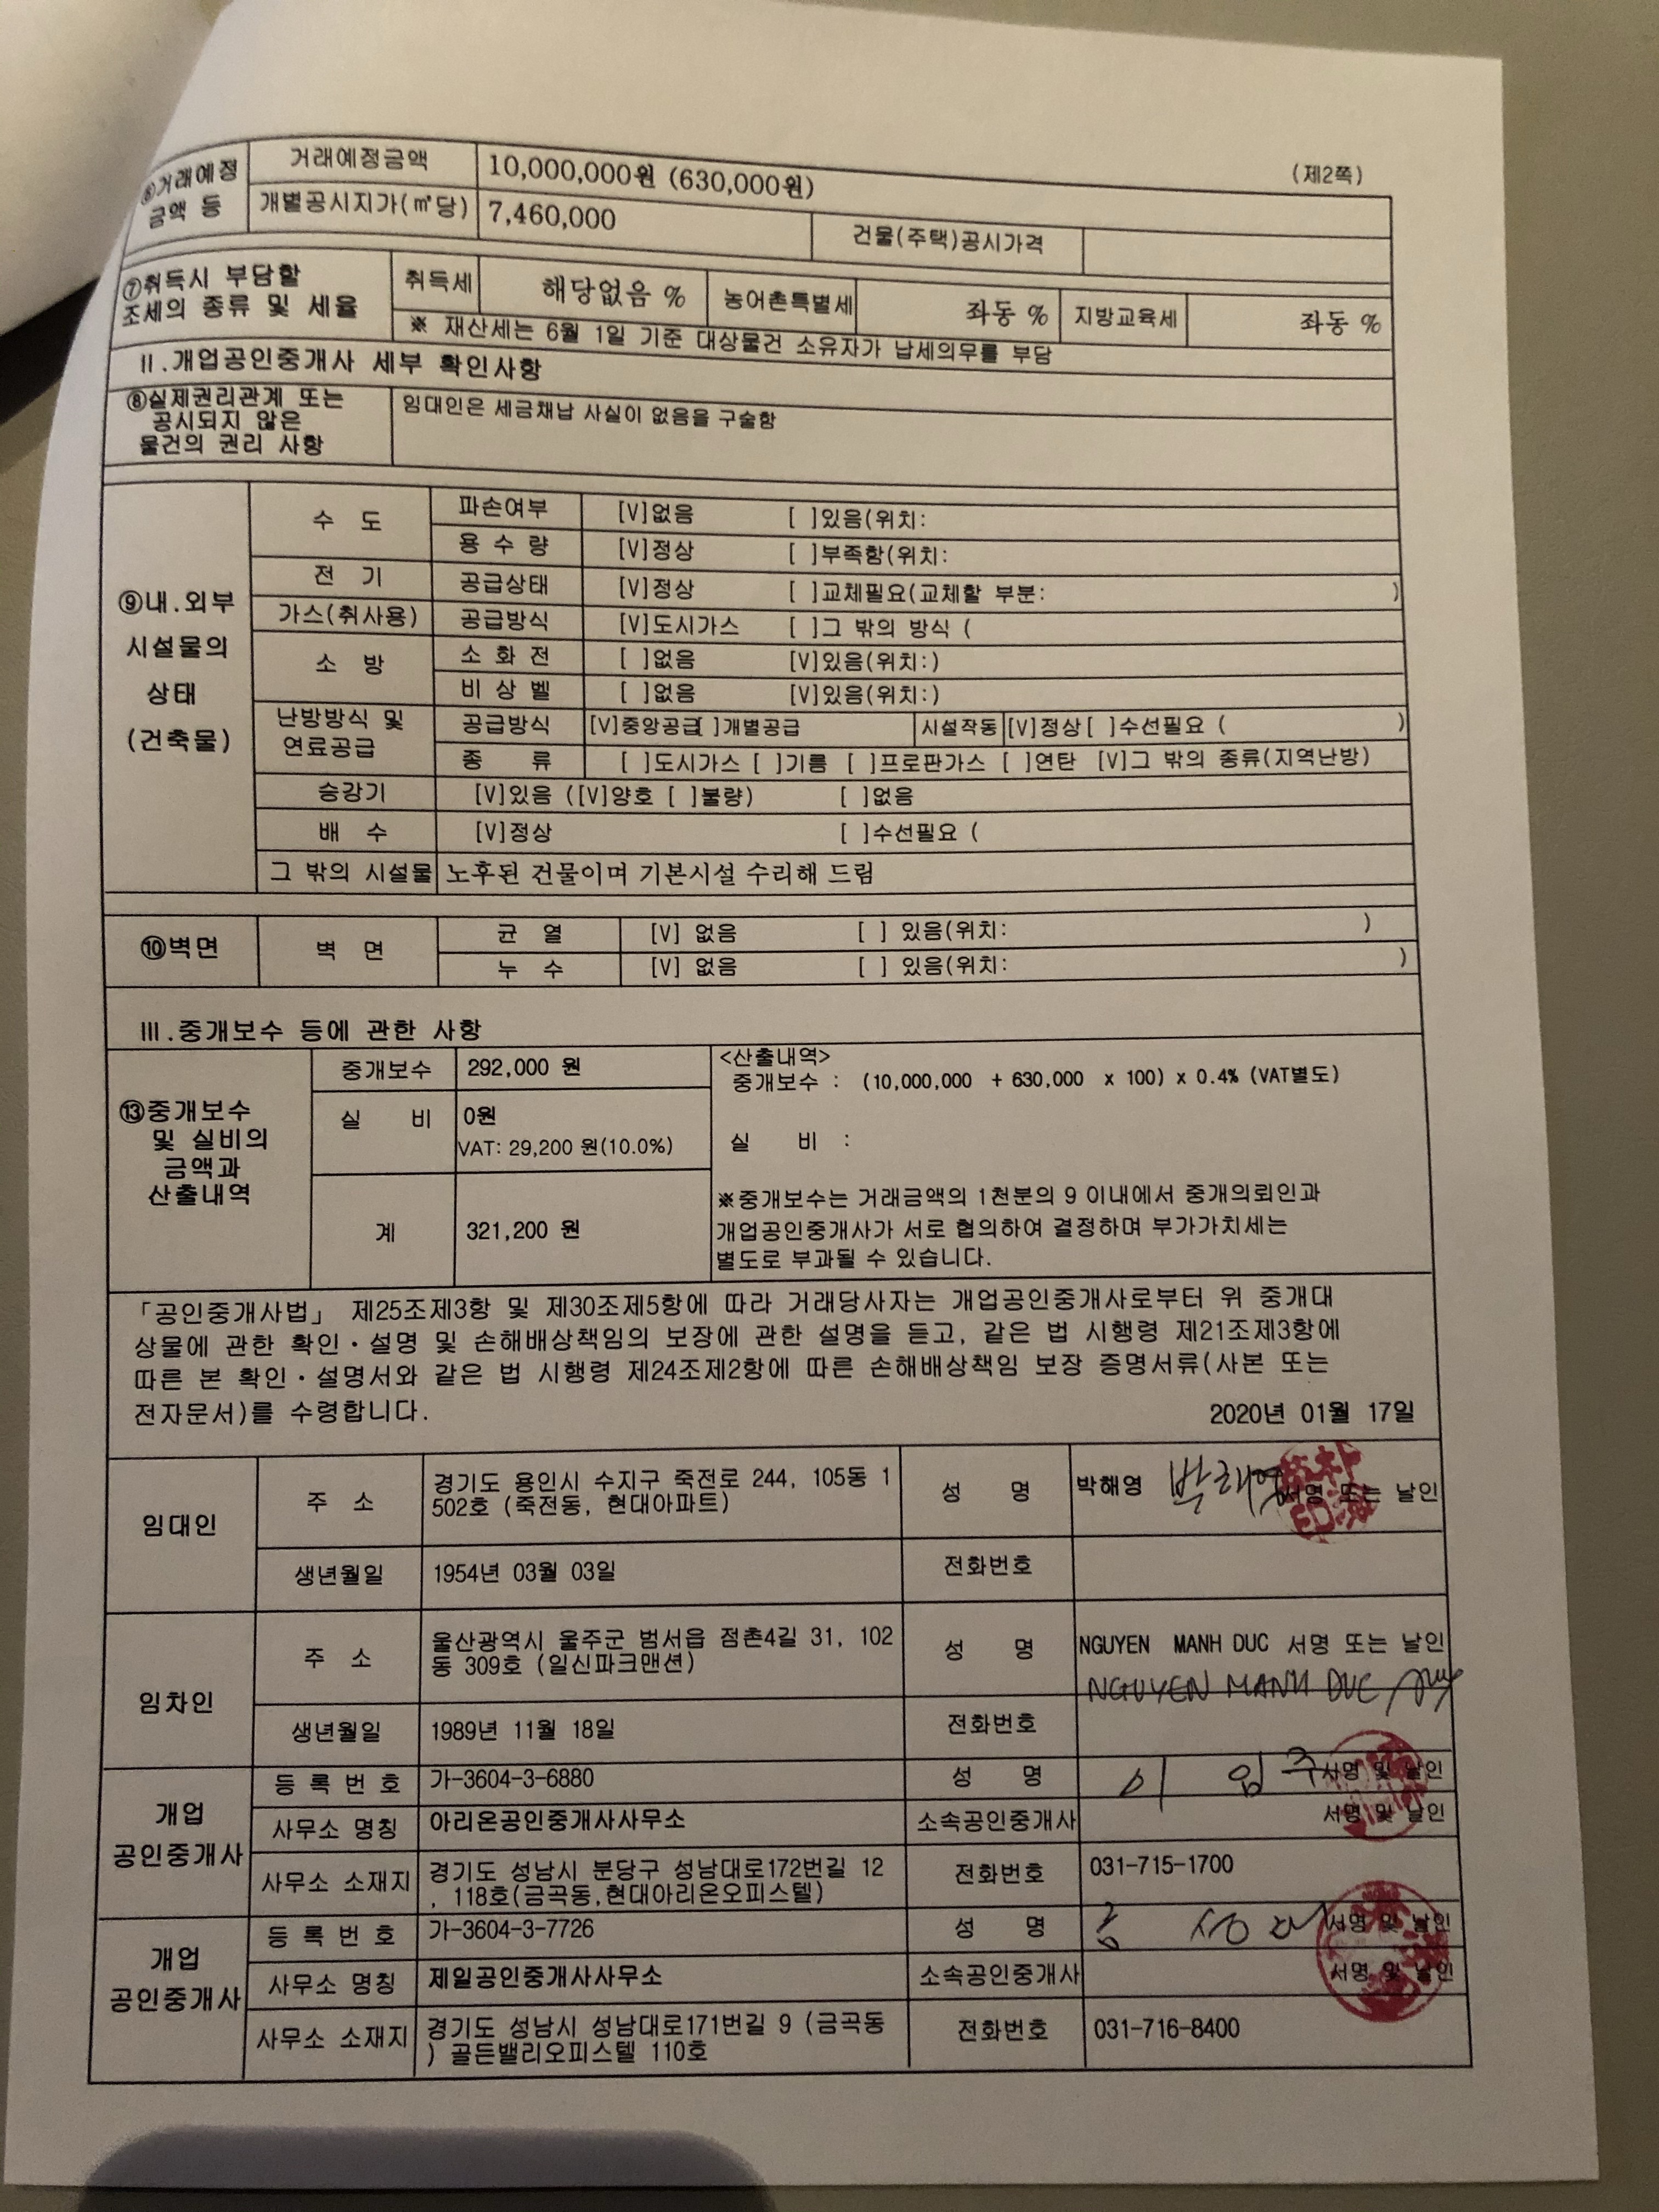 (제2쪽)
⑥거래예정
금액 등
거래예정금액
10,000,000원 (630,000원)
개별공시지가(㎡당)
7,460,000
건물(주택)공시가격
⑦취득시 부담할
조세의 종류 및 세율
취득세
해당없음 %
농어촌특별세
좌동 %
지방교육세
좌동 %
※ 재산세는 6월 1일 기준 대상물건 소유자가 납세의무를 부담
II.개업공인중개사 세부 확인사항
⑧실제권리관계 또는
공시되지 않은
물건의 권리 사항
임대인은 세금채납 사실이 없음을 구술함
⑨내.외부
시설물의
상태
(건축물)
수 도
파손여부
[V]없음 [ ]있음(위치:
용 수 량
[V]정상 [ ]부족함(위치:
전 기
공급상태
[V]정상 [ ]교체필요(교체할 부분: )
가스(취사용)
공급방식
[V]도시가스 [ ]그 밖의 방식 (
소 방
소 화 전
[ ]없음 [V]있음(위치:)
비 상 벨
[ ]없음 [V]있음(위치:)
난방방식 및
연료공급
공급방식
[V]중앙공급[ ]개별공급
시설작동
[V]정상[ ]수선필요 ( )
종 류
[ ]도시가스 [ ]기름 [ ]프로판가스 [ ]연탄 [V]그 밖의 종류(지역난방)
승강기
[V]있음 ([V]양호 [ ]불량) [ ]없음
배 수
[V]정상 [ ]수선필요 (
그 밖의 시설물
노후된 건물이며 기본시설 수리해 드림
⑩벽면
벽 면
균 열
[V] 없음 [ ] 있음(위치: )
누 수
[V] 없음 [ ] 있음(위치: )
III.중개보수 등에 관한 사항
⑬중개보수
및 실비의
금액과
산출내역
중개보수
292,000 원
실 비
0원
VAT: 29,200 원(10.0%)
계
321,200 원
<산출내역>
중개보수 : (10,000,000 + 630,000 x 100) x 0.4% (VAT별도)
실 비 :
※중개보수는 거래금액의 1천분의 9 이내에서 중개의뢰인과
개업공인중개사가 서로 협의하여 결정하며 부가가치세는
별도로 부과될 수 있습니다.
「공인중개사법」 제25조제3항 및 제30조제5항에 따라 거래당사자는 개업공인중개사로부터 위 중개대
상물에 관한 확인·설명 및 손해배상책임의 보장에 관한 설명을 듣고, 같은 법 시행령 제21조제3항에
따른 본 확인·설명서와 같은 법 시행령 제24조제2항에 따른 손해배상책임 보장 증명서류(사본 또는
전자문서)를 수령합니다.
2020년 01월 17일
임대인
주 소
경기도 용인시 수지구 죽전로 244, 105동 1
502호 (죽전동, 현대아파트)
성 명
박해영 박해영 서명 또는 날인
생년월일
1954년 03월 03일
전화번호
임차인
주 소
울산광역시 울주군 범서읍 점촌4길 31, 102
동 309호 (일신파크맨션)
성 명
NGUYEN MANH DUC 서명 또는 날인
NGUYEN MANH DUC
생년월일
1989년 11월 18일
전화번호
개업
공인중개사
등 록 번 호
가-3604-3-6880
성 명
서명 및 날인
사무소 명칭
아리온공인중개사사무소
소속공인중개사
서명 및 날인
사무소 소재지
경기도 성남시 분당구 성남대로172번길 12
, 118호(금곡동,현대아리온오피스텔)
전화번호
031-715-1700
개업
공인중개사
등 록 번 호
가-3604-3-7726
성 명
서명 및 날인
사무소 명칭
제일공인중개사사무소
소속공인중개사
서명 및 날인
사무소 소재지
경기도 성남시 성남대로171번길 9 (금곡동
) 골든밸리오피스텔 110호
전화번호
031-716-8400